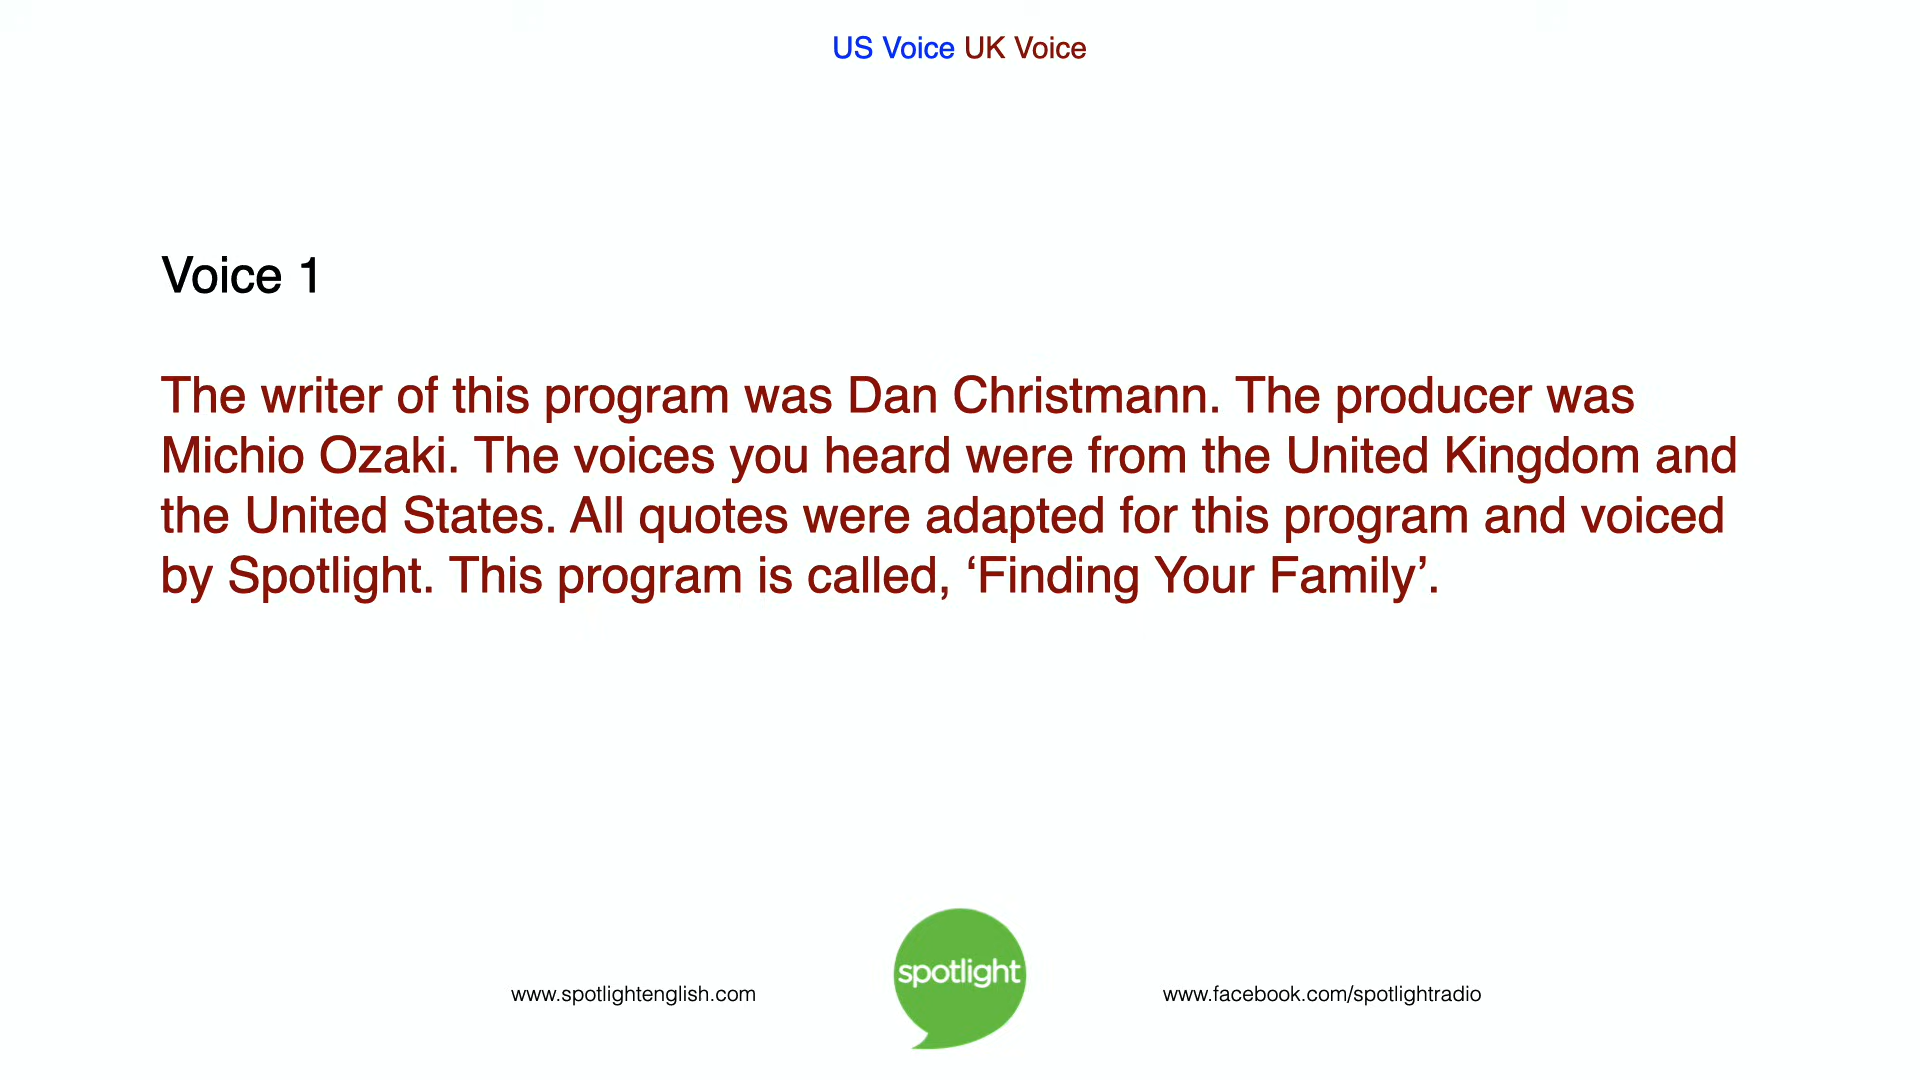 US Voice UK Voice
Voice 1
The writer of this program was Dan Christmann. The producer was
Michio Ozaki. The voices you heard were from the United Kingdom and
the United States. All quotes were adapted for this program and voiced
by Spotlight. This program is called, ‘Finding Your Family’.
spotlight
www.spotlightenglish.com
www.facebook.com/spotlightradio